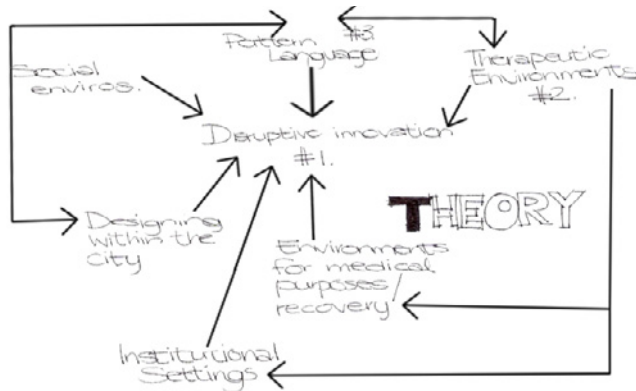 Pattern #3
Language
Social
enviros.
Therapeutic
Environments
#2.
Disruptive innovation
#1.
THEORY
Designing
within the
city
Environments
for medical
purposes/
recovery
Institutional
Settings